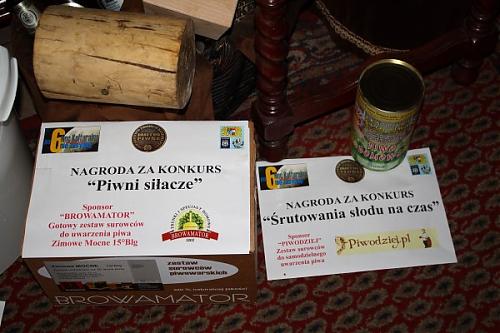 NAGRODA ZA KONKURS
"Piwni siłacze"
Sponsor
"BROWAMATOR"
Gotowy zestaw surowców
do uwarzenia piwa
Zimowe Mocne 15°Blg
BROWAMATOR
zestaw
surowców
piwowarskich
BROWAMATOR
NAGRODA ZA KONKURS
"Śrutowania słodu na czas"
Sponsor
"PIWODZIEJ"
Zestaw surowców
do samodzielnego
uwarzenia piwa
Piwodziej.pl